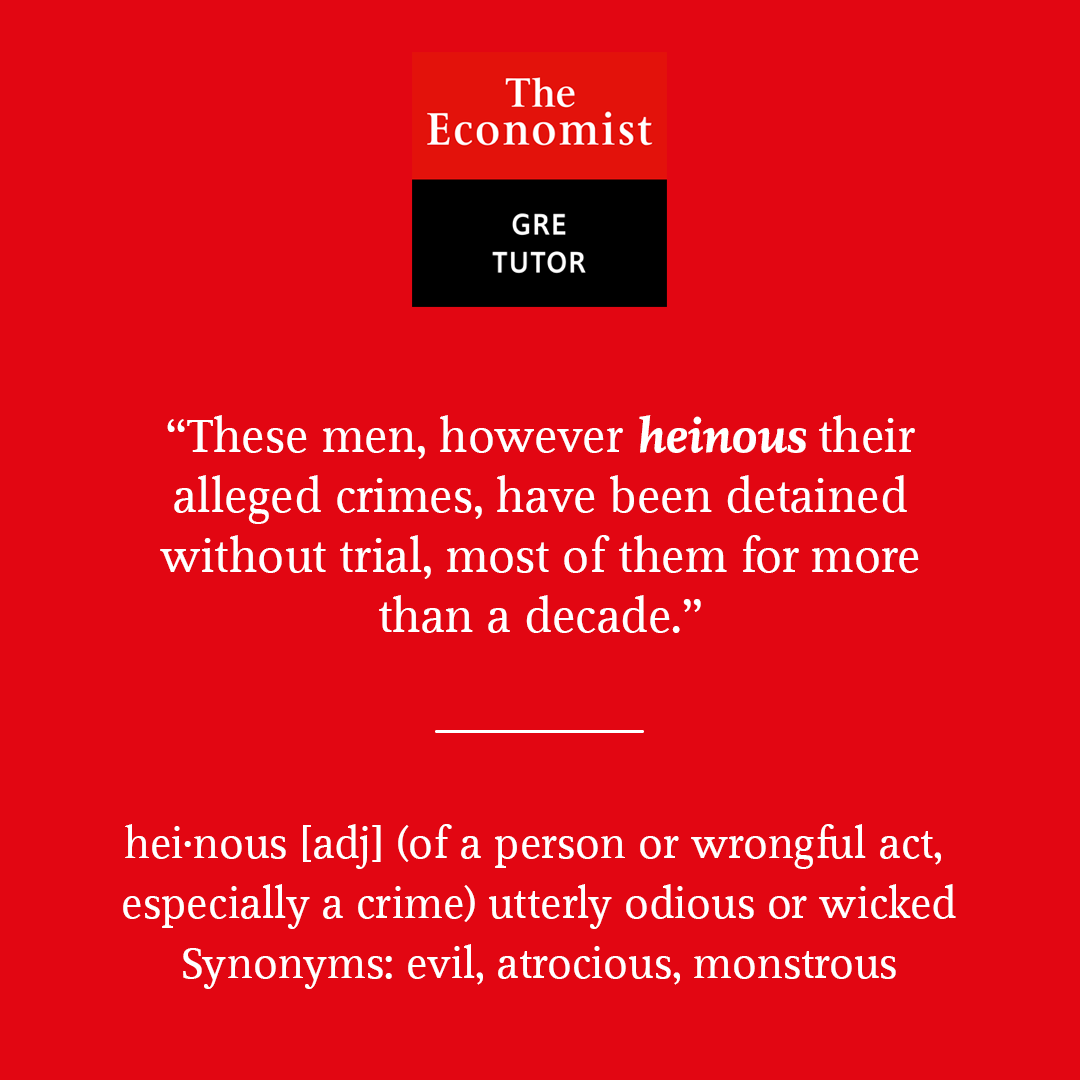 The
Economist
GRE
TUTOR
“These men, however heinous their
alleged crimes, have been detained
without trial, most of them for more
than a decade.”
hei·nous [adj] (of a person or wrongful act,
especially a crime) utterly odious or wicked
Synonyms: evil, atrocious, monstrous